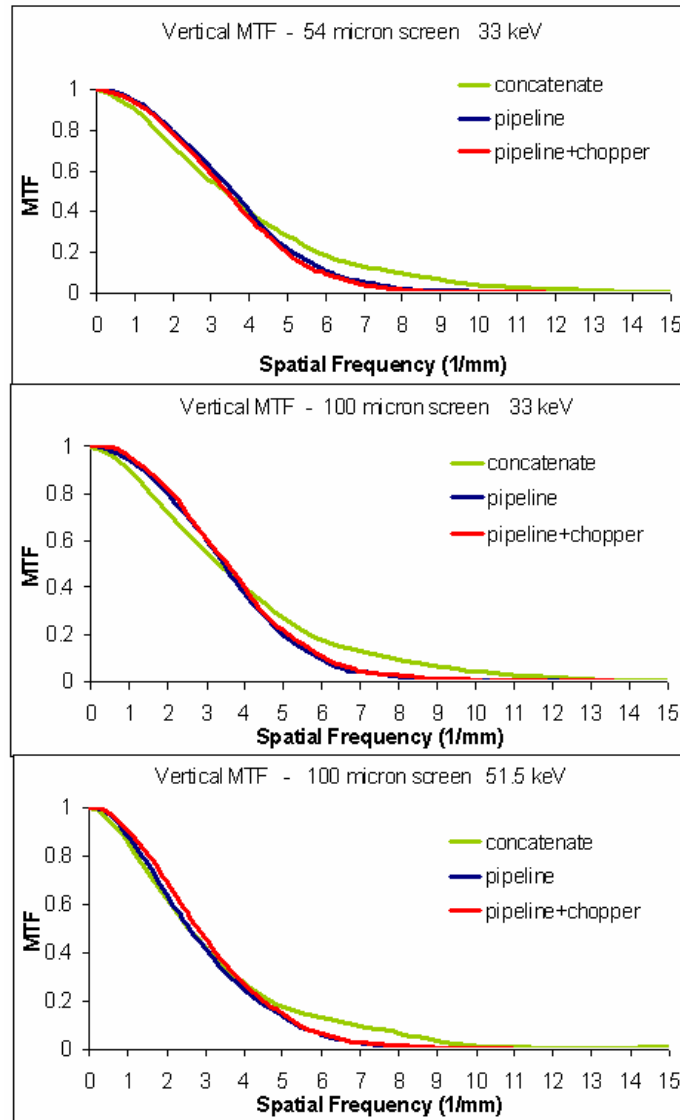 Vertical MTF - 54 micron screen 33 keV
concatenate
pipeline
pipeline+chopper
MTF
1
0.8
0.6
0.4
0.2
0
0 1 2 3 4 5 6 7 8 9 10 11 12 13 14 15
Spatial Frequency (1/mm)
Vertical MTF - 100 micron screen 33 keV
concatenate
pipeline
pipeline+chopper
MTF
1
0.8
0.6
0.4
0.2
0
0 1 2 3 4 5 6 7 8 9 10 11 12 13 14 15
Spatial Frequency (1/mm)
Vertical MTF - 100 micron screen 51.5 keV
concatenate
pipeline
pipeline+chopper
MTF
1
0.8
0.6
0.4
0.2
0
0 1 2 3 4 5 6 7 8 9 10 11 12 13 14 15
Spatial Frequency (1/mm)